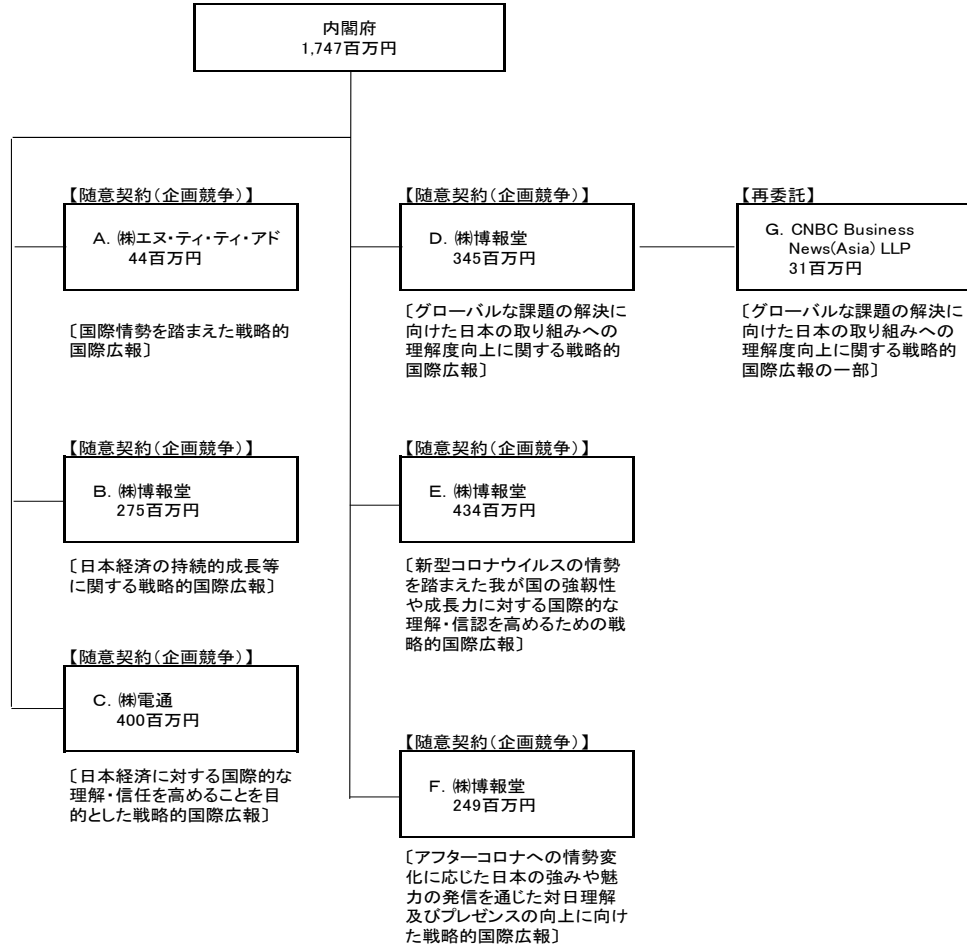 内閣府
1,747百万円
【随意契約(企画競争)】
A. ㈱エヌ・ティ・ティ・アド
44百万円
〔国際情勢を踏まえた戦略的
国際広報〕
【随意契約(企画競争)】
B. ㈱博報堂
275百万円
〔日本経済の持続的成長等
に関する戦略的国際広報〕
【随意契約(企画競争)】
C. ㈱電通
400百万円
〔日本経済に対する国際的な
理解・信任を高めることを目
的とした戦略的国際広報〕
【随意契約(企画競争)】
D. ㈱博報堂
345百万円
〔グローバルな課題の解決に
向けた日本の取り組みへの
理解度向上に関する戦略的
国際広報〕
【随意契約(企画競争)】
E. ㈱博報堂
434百万円
〔新型コロナウイルスの情勢
を踏まえた我が国の強靱性
や成長力に対する国際的な
理解・信認を高めるための戦
略的国際広報〕
【随意契約(企画競争)】
F. ㈱博報堂
249百万円
〔アフターコロナへの情勢変
化に応じた日本の強みや魅
力の発信を通じた対日理解
及びプレゼンスの向上に向け
た戦略的国際広報〕
【再委託】
G. CNBC Business
News(Asia) LLP
31百万円
〔グローバルな課題の解決に
向けた日本の取り組みへの
理解度向上に関する戦略的
国際広報の一部〕